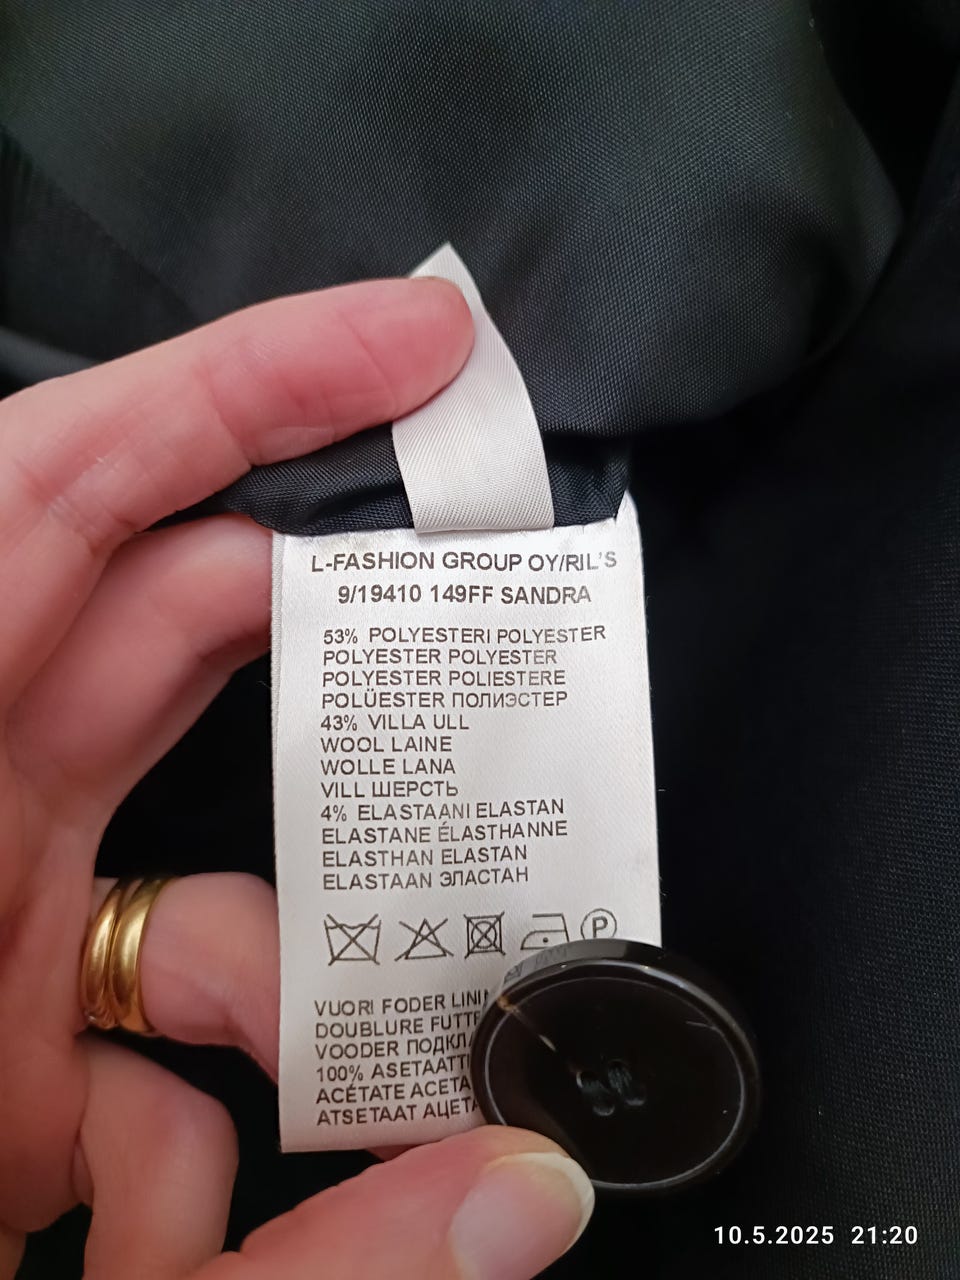 L-FASHION GROUP OY/RIL'S
9/19410 149FF SANDRA
53% POLYESTERI POLYESTER
POLYESTER POLYESTER
POLYESTER POLIESTERE
POLÜESTER ПОЛИЭСТЕР
43% VILLA ULL
WOOL LAINE
WOLLE LANA
VILL ШЕРСТЬ
4% ELASTAANI ELASTAN
ELASTANE ÉLASTHANNE
ELASTHAN ELASTAN
ELASTAAN ЭЛАСТАН
P
VUORI FODER
DOUBLURE
VOODER
100%
ACÉTATE
ATSETAAT
10.5.2025 21:20